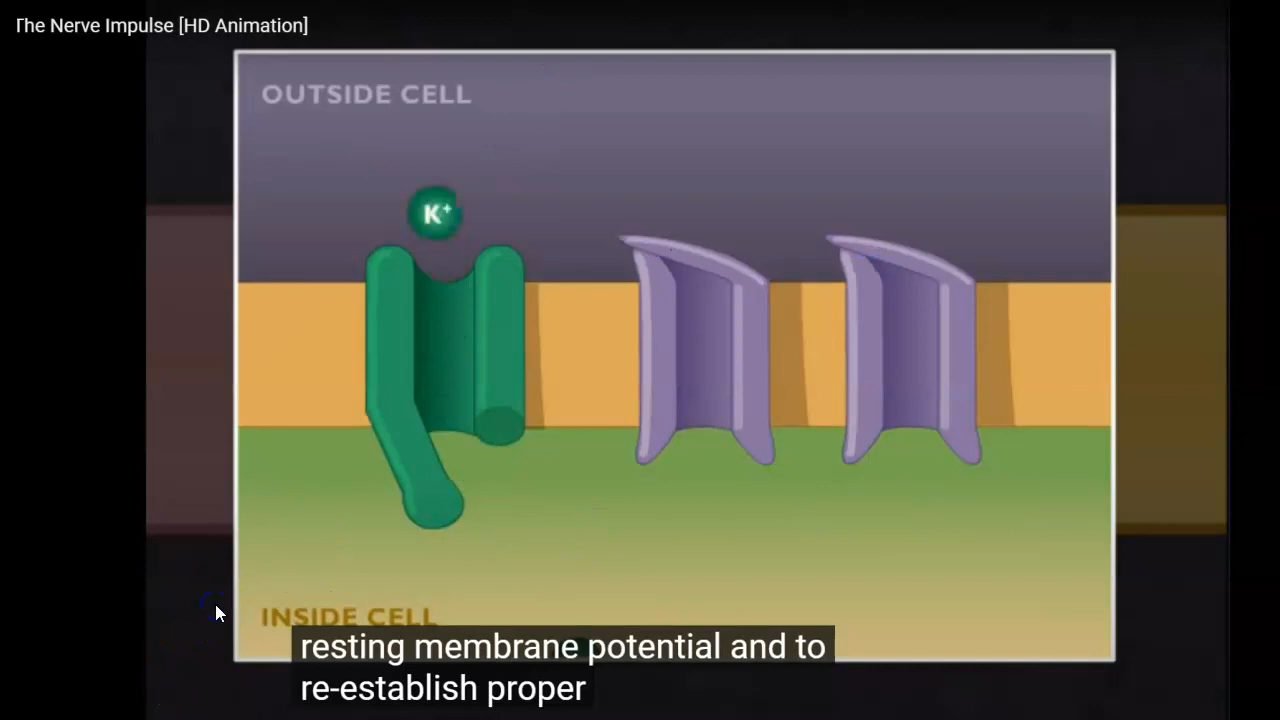 The Nerve Impulse [HD Animation]
OUTSIDE CELL
K+
INSIDE CELL
resting membrane potential and to
re-establish proper